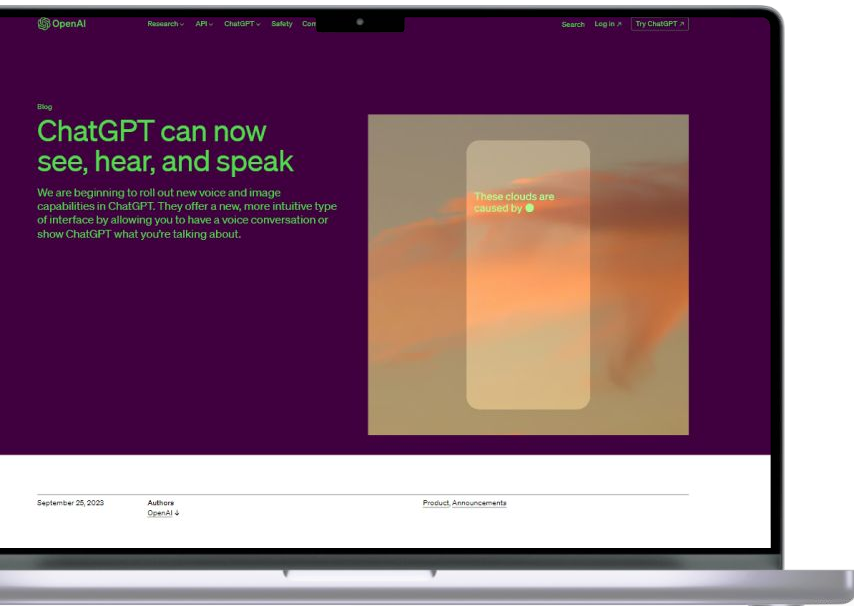 OpenAI Research API ChatGPT Safety Search Log in ↗ Try ChatGPT ↗
Blog
ChatGPT can now
see, hear, and speak
We are beginning to roll out new voice and image
capabilities in ChatGPT. They offer a new, more intuitive type
of interface by allowing you to have a voice conversation or
show ChatGPT what you're talking about.
These clouds are
caused by ●
September 25, 2023 Authors Product, Announcements
OpenAI ↓